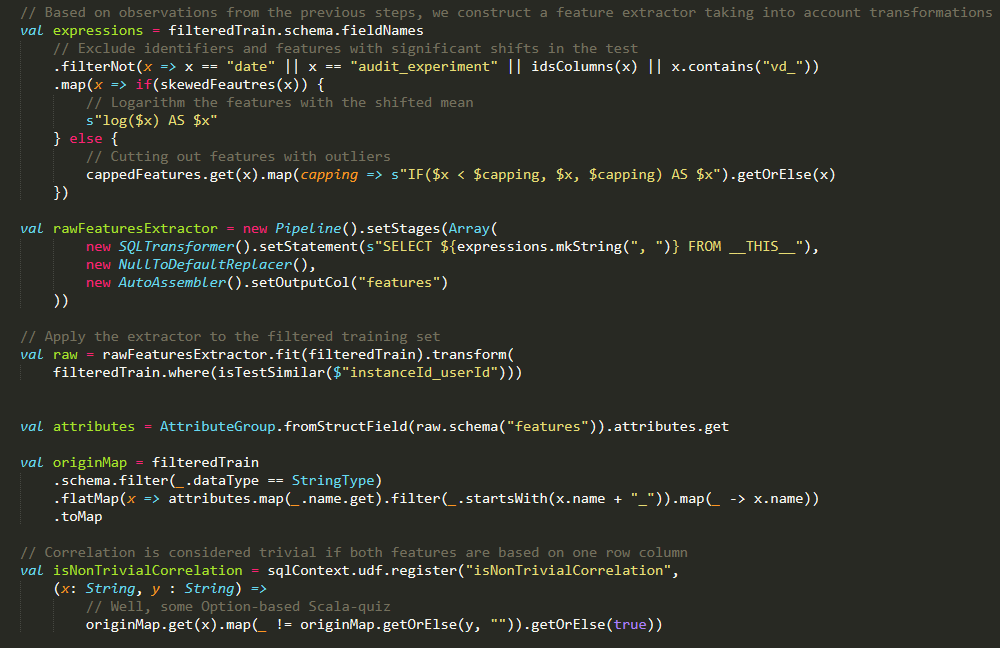 // Based on observations from the previous steps, we construct a feature extractor taking into account transformations
val expressions = filteredTrain.schema.fieldNames
    // Exclude identifiers and features with significant shifts in the test
    .filterNot(x => x == "date" || x == "audit_experiment" || idsColumns(x) || x.contains("vd_"))
    .map(x => if(skewedFeautres(x)) {
        // Logarithm the features with the shifted mean
        s"log($x) AS $x"
    } else {
        // Cutting out features with outliers
        cappedFeatures.get(x).map(capping => s"IF($x < $capping, $x, $capping) AS $x").getOrElse(x)
    })
val rawFeaturesExtractor = new Pipeline().setStages(Array(
        new SQLTransformer().setStatement(s"SELECT ${expressions.mkString(", ")} FROM __THIS__"),
        new NullToDefaultReplacer(),
        new AutoAssembler().setOutputCol("features")
    ))
// Apply the extractor to the filtered training set
val raw = rawFeaturesExtractor.fit(filteredTrain).transform(
    filteredTrain.where(isTestSimilar($"instanceId_userId")))
val attributes = AttributeGroup.fromStructField(raw.schema("features")).attributes.get
val originMap = filteredTrain
    .schema.filter(_.dataType == StringType)
    .flatMap(x => attributes.map(_.name.get).filter(_.startsWith(x.name + "_")).map(_ -> x.name))
    .toMap
// Correlation is considered trivial if both features are based on one row column
val isNonTrivialCorrelation = sqlContext.udf.register("isNonTrivialCorrelation",
    (x: String, y : String) =>
        // Well, some Option-based Scala-quiz
        originMap.get(x).map(_ != originMap.getOrElse(y, "")).getOrElse(true))